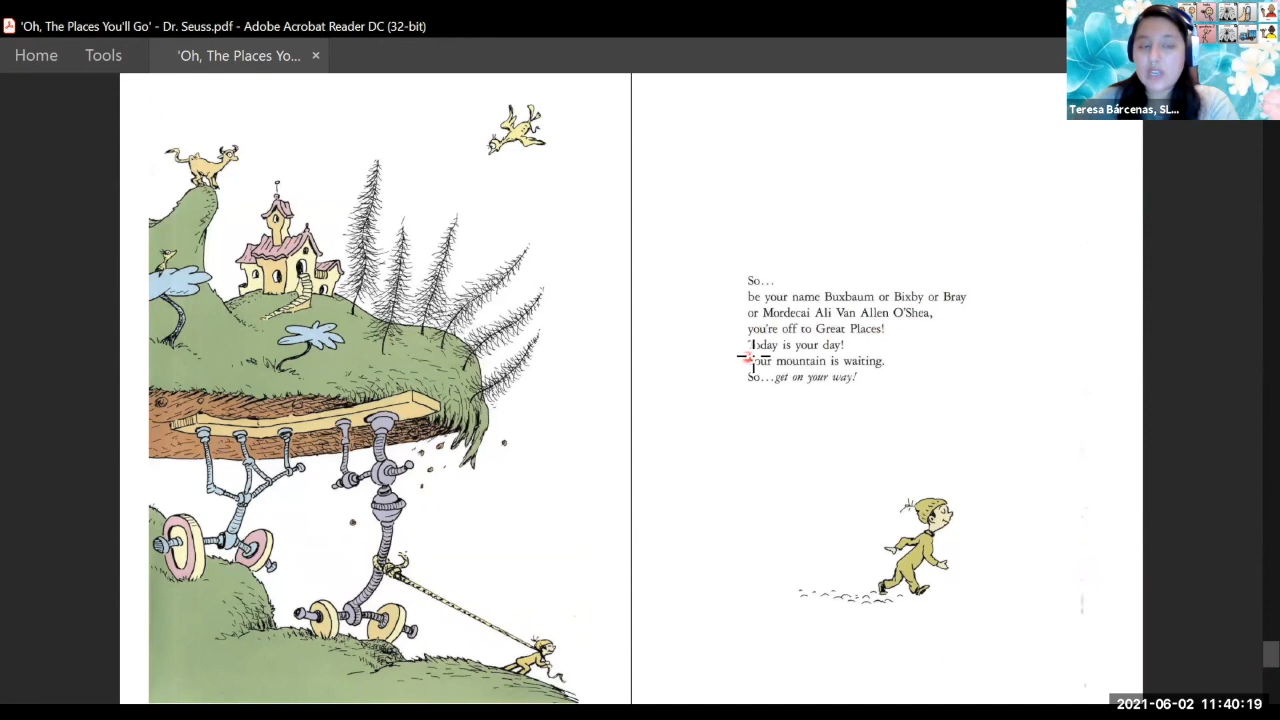 'Oh, The Places You'll Go' - Dr. Seuss.pdf - Adobe Acrobat Reader DC (32-bit)
Home Tools 'Oh, The Places Yo... ×
Teresa Bárcenas, SL...
So...
be your name Buxbaum or Bixby or Bray
or Mordecai Ali Van Allen O'Shea,
you're off to Great Places!
Today is your day!
Your mountain is waiting.
So...get on your way!
2021-06-02 11:40:19